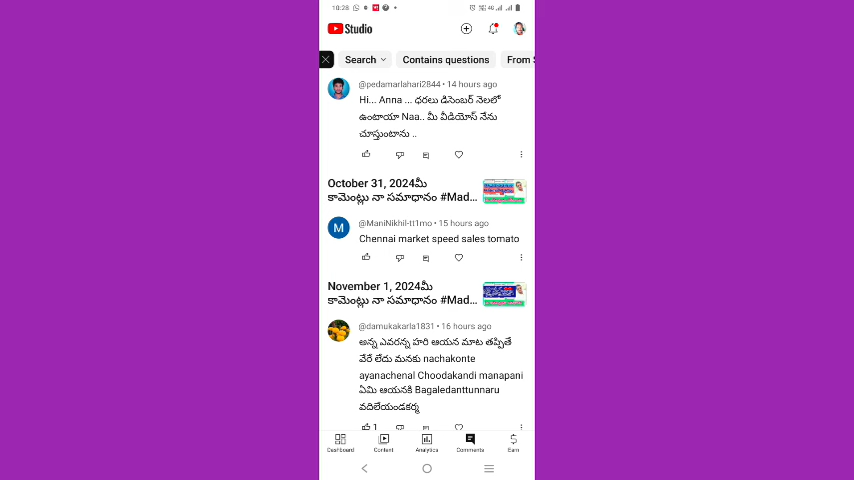 10:28
Studio
Search
Contains questions
From S
@pedamarlahari2844 • 14 hours ago
Hi... Anna ... ధరలు డిసెంబర్ నెలలో
ఉంటాయా Naa.. మీ వీడియోస్ నేను
చూస్తుంటాను ..
October 31, 2024మీ
కామెంట్లు నా సమాధానం #Mad...
M
@ManiNikhil-tt1mo • 15 hours ago
Chennai market speed sales tomato
November 1, 2024మీ
కామెంట్లు నా సమాధానం #Mad...
@damukakarla1831 • 16 hours ago
అన్న ఎవరన్న హరి ఆయన మాట తప్పితే
వేరే లేదు మనకు nachakonte
ayanachenal Choodakandi manapani
ఏమి ఆయనకి Bagaledanttunnaru
వదిలేయండకర్మ
1
Dashboard
Content
Analytics
Comments
Earn